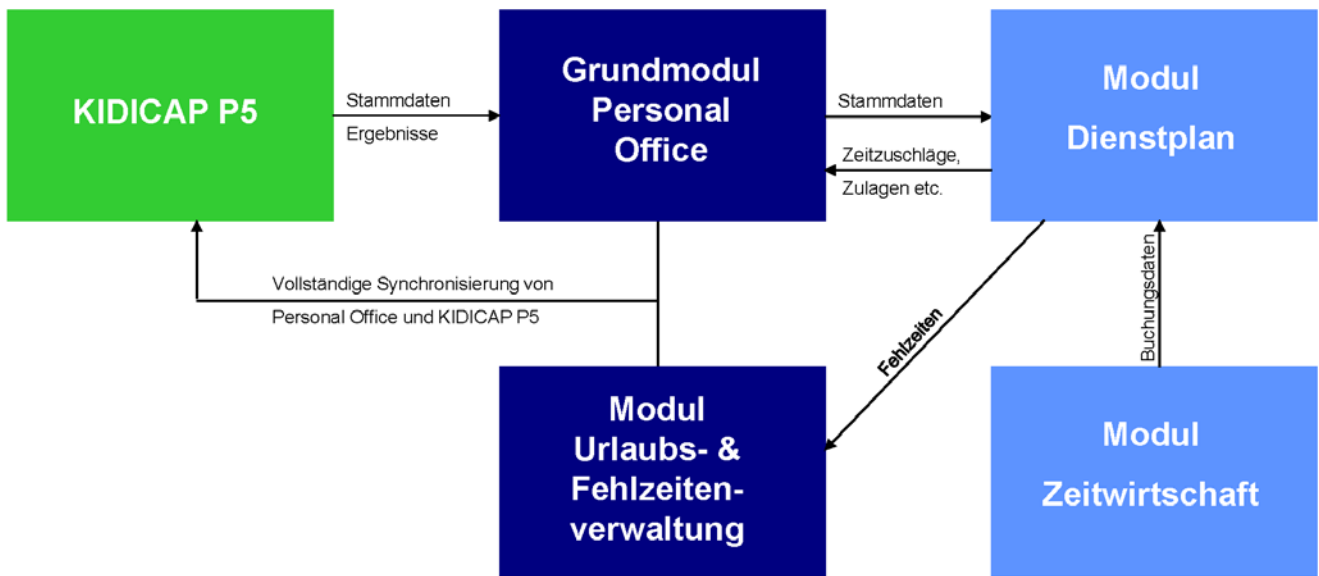 KIDICAP P5
Stammdaten
Ergebnisse
Grundmodul
Personal
Office
Stammdaten
Zeitzuschläge,
Zulagen etc.
Modul
Dienstplan
Vollständige Synchronisierung von
Personal Office und KIDICAP P5
Fehlzeiten
Buchungsdaten
Modul
Urlaubs- &
Fehlzeiten-
verwaltung
Modul
Zeitwirtschaft